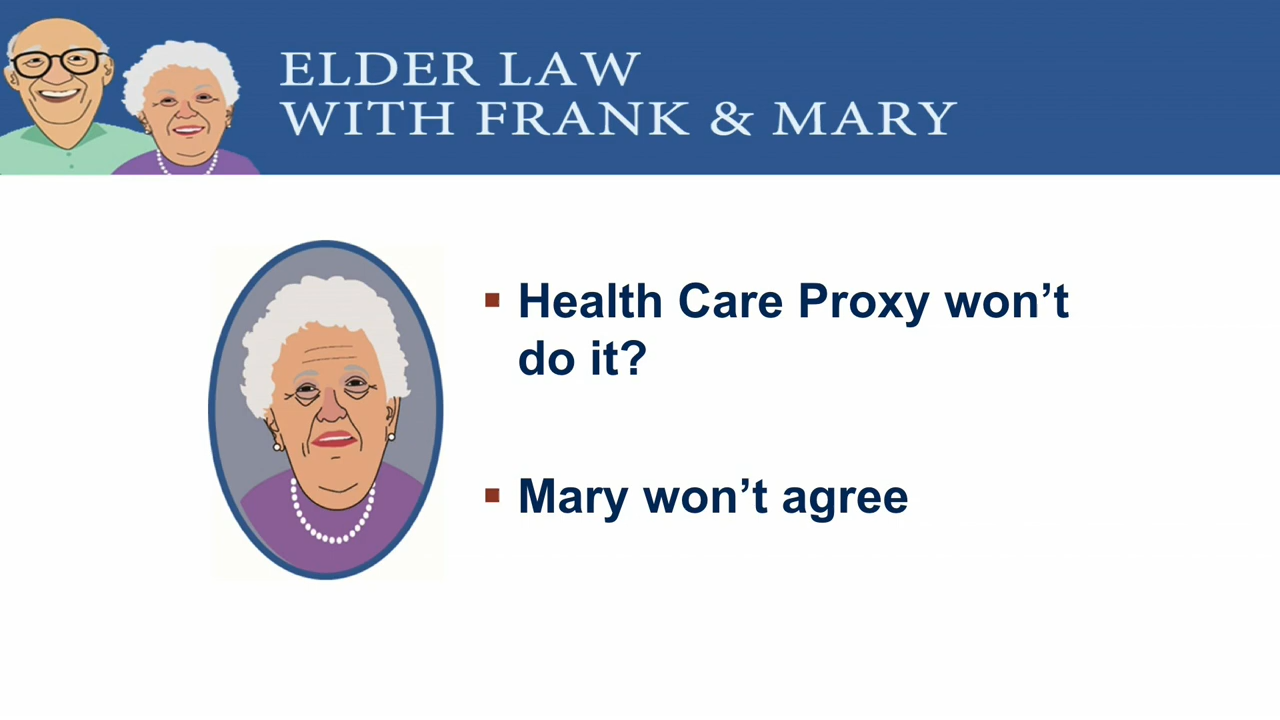 ELDER LAW
WITH FRANK & MARY
▪ Health Care Proxy won’t
do it?
▪ Mary won’t agree